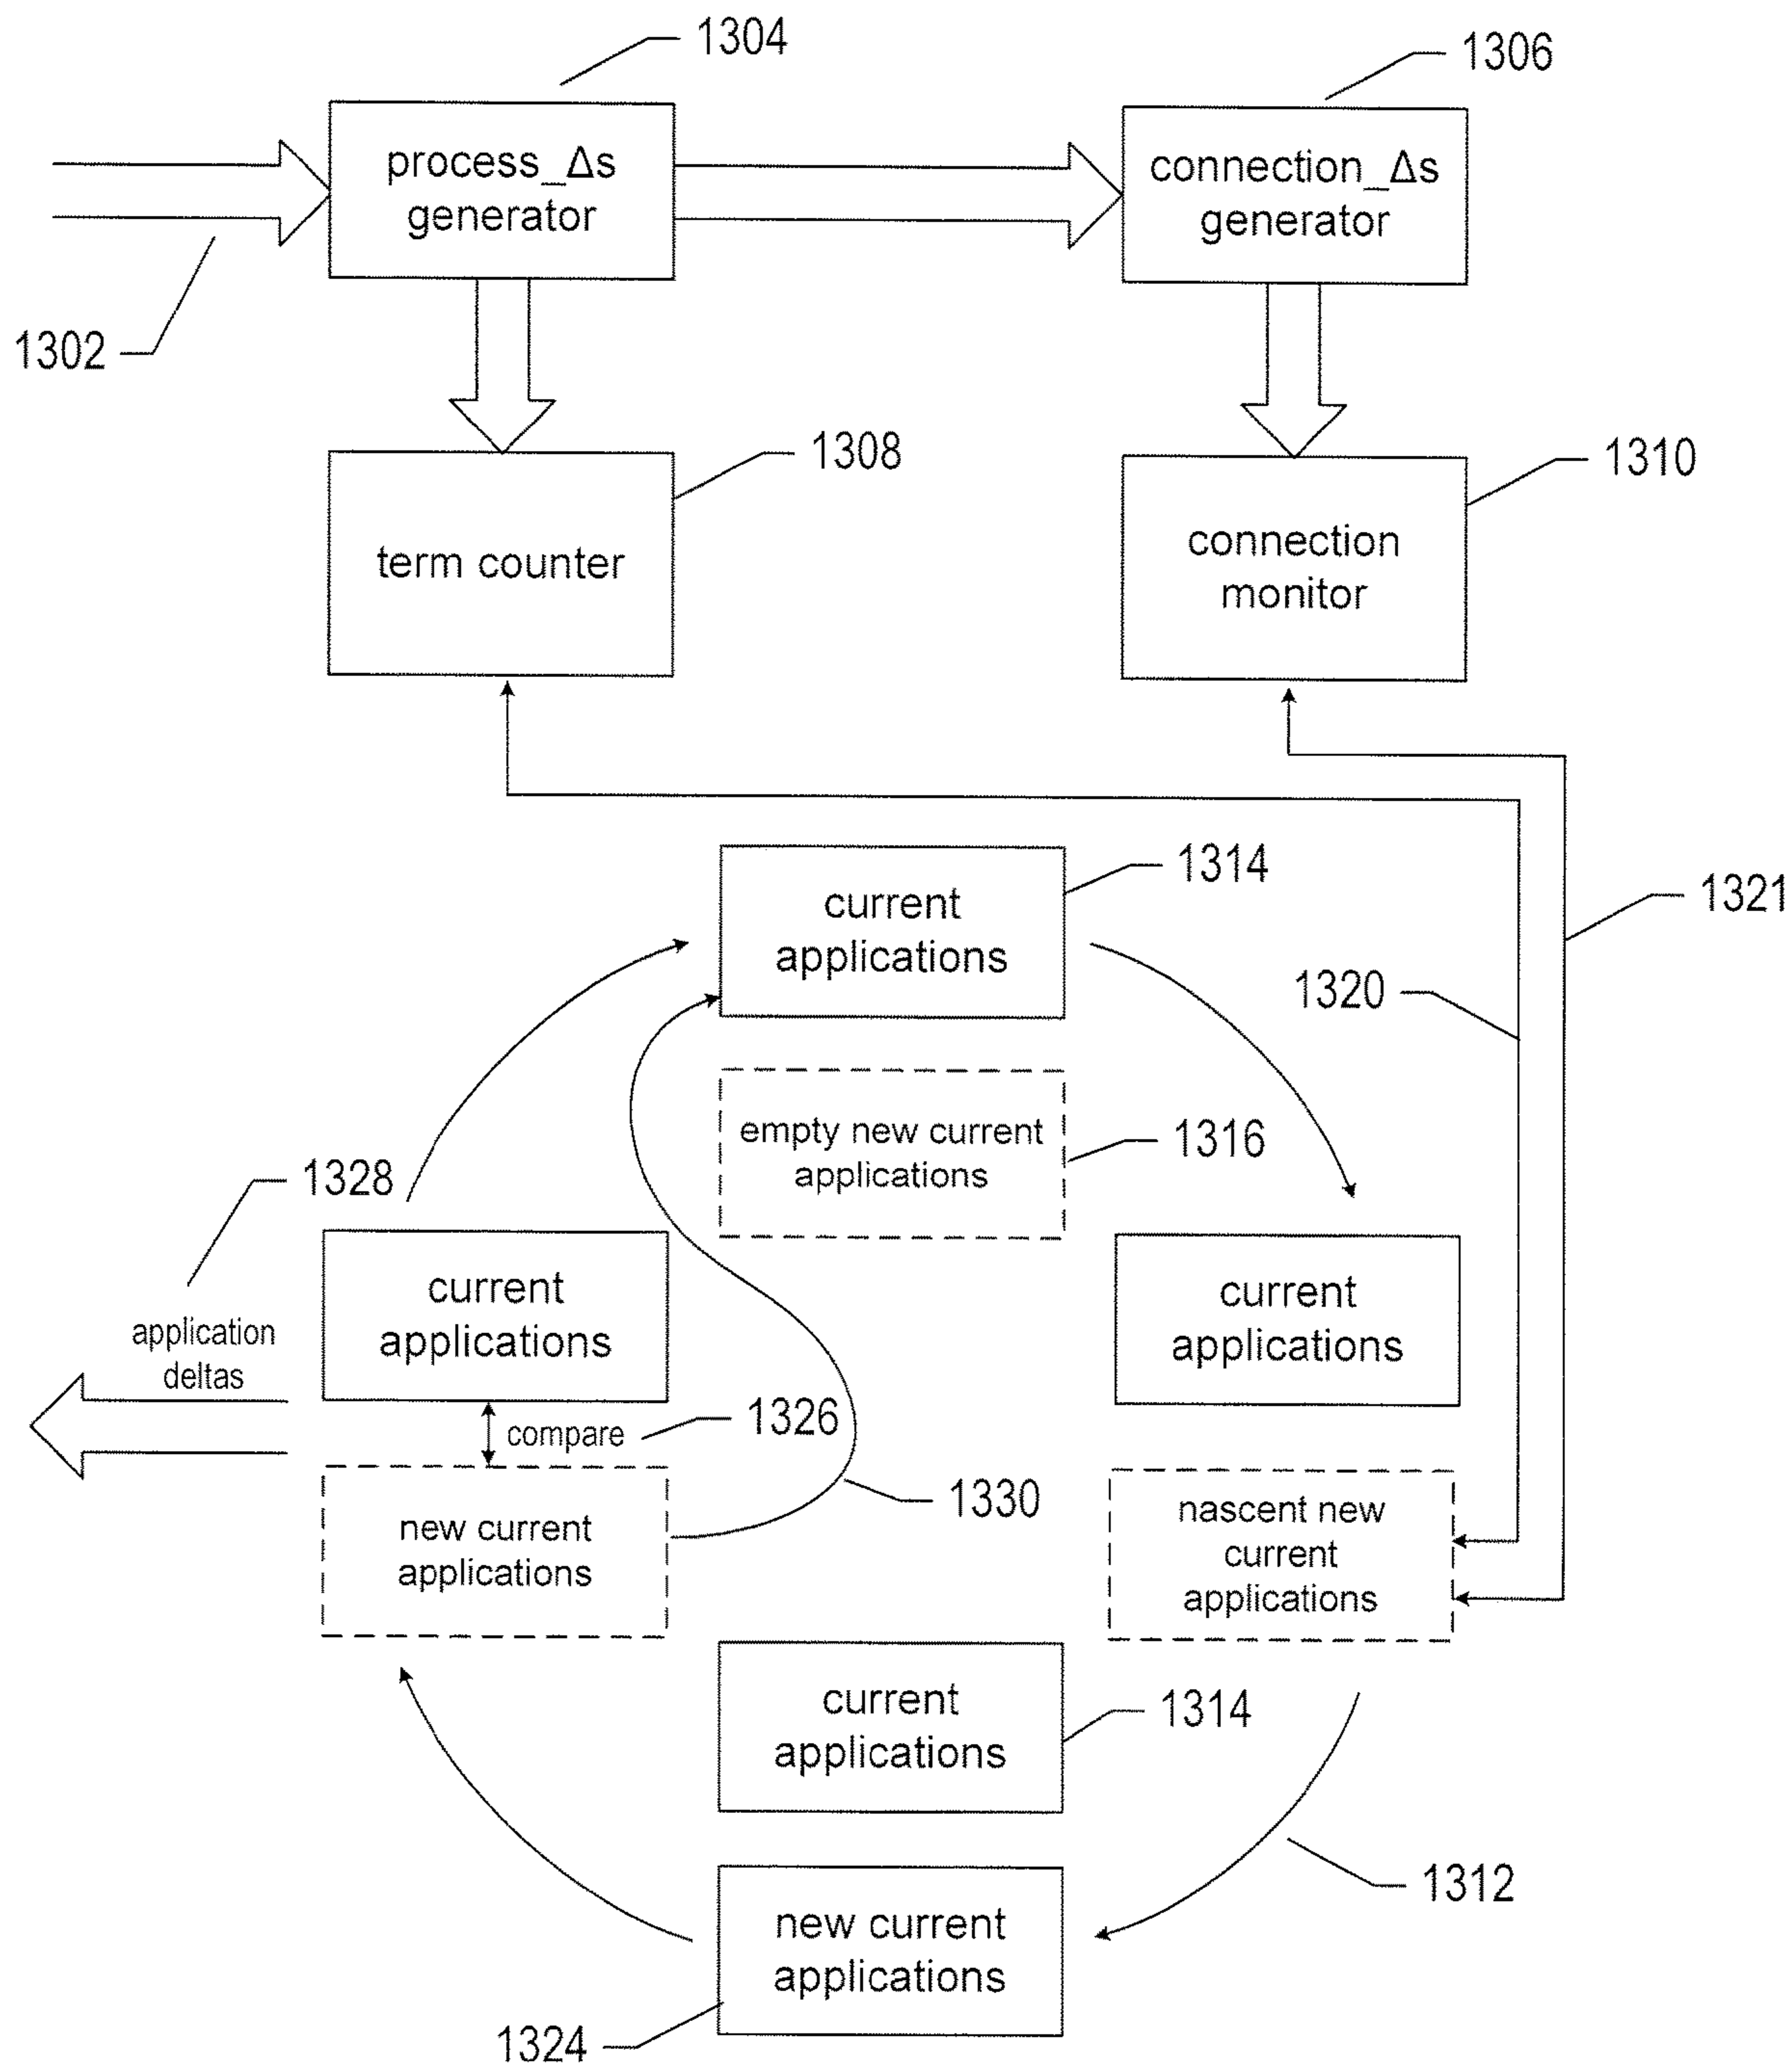 1304
1306
process_Δs
generator
connection_Δs
generator
1302
1308
1310
term counter
connection
monitor
1314
current
applications
1321
1320
empty new current
applications
1316
1328
current
applications
current
applications
application
deltas
compare
1326
new current
applications
1330
nascent new
current
applications
current
applications
1314
1312
new current
applications
1324